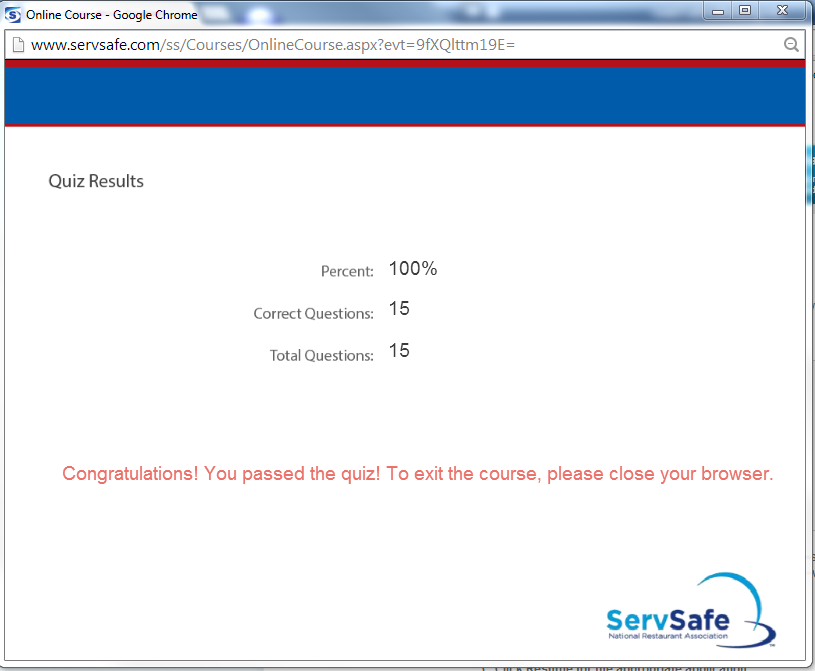 Online Course - Google Chrome
www.servsafe.com/ss/Courses/OnlineCourse.aspx?evt=9fXQlttm19E=
Quiz Results
Percent: 100%
Correct Questions: 15
Total Questions: 15
Congratulations! You passed the quiz! To exit the course, please close your browser.
ServSafe
National Restaurant Association